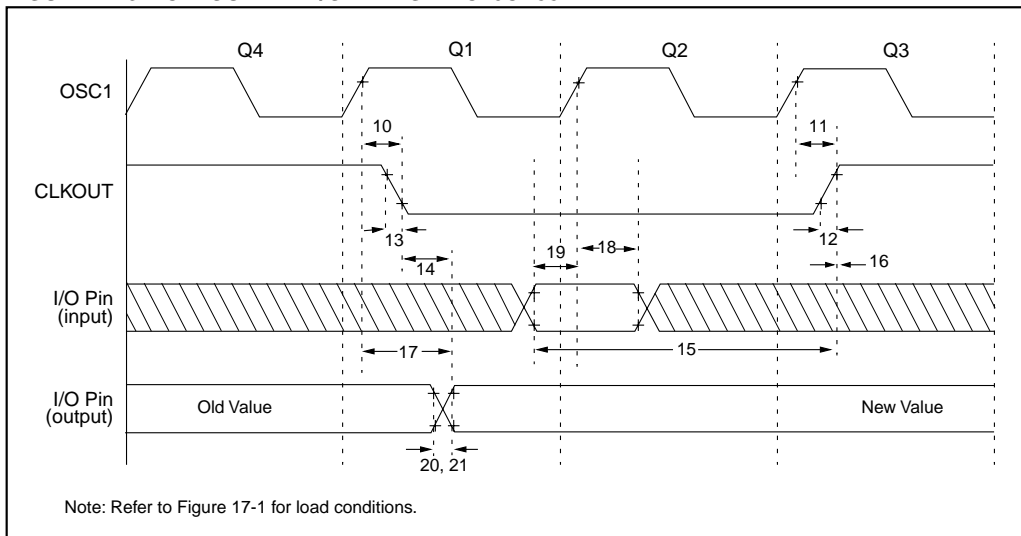 Q4 Q1 Q2 Q3
OSC1
10 11
CLKOUT
13 12
19 18 16
14
I/O Pin
(input)
17 15
I/O Pin
(output)
Old Value New Value
20, 21
Note: Refer to Figure 17-1 for load conditions.